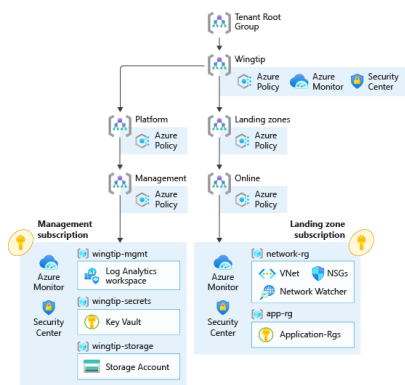 Tenant Root
Group
Wingtip
Azure
Policy
Azure
Monitor
Security
Center
Platform
Azure
Policy
Landing zones
Azure
Policy
Management
Azure
Policy
Online
Azure
Policy
Management
subscription
wingtip-mgmt
Azure
Monitor
Log Analytics
workspace
wingtip-secrets
Security
Center
Key Vault
wingtip-storage
Storage Account
Landing zone
subscription
network-rg
Azure
Monitor
VNet
NSGs
Network Watcher
Security
Center
app-rg
Application-Rgs